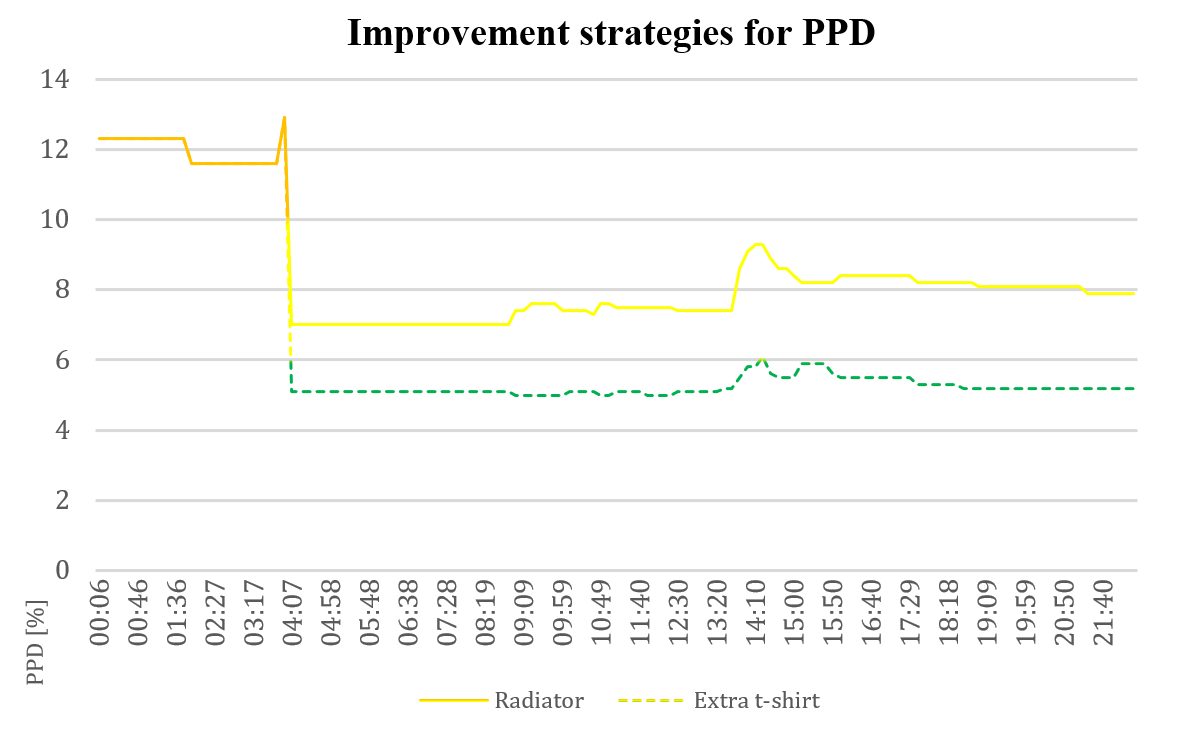 Improvement strategies for PPD
14
12
10
8
6
4
2
0
PPD [%]
00:06 00:46 01:36 02:27 03:17 04:07 04:58 05:48 06:38 07:28 08:19 09:09 09:59 10:49 11:40 12:30 13:20 14:10 15:00 15:50 16:40 17:29 18:18 19:09 19:59 20:50 21:40
Radiator Extra t-shirt